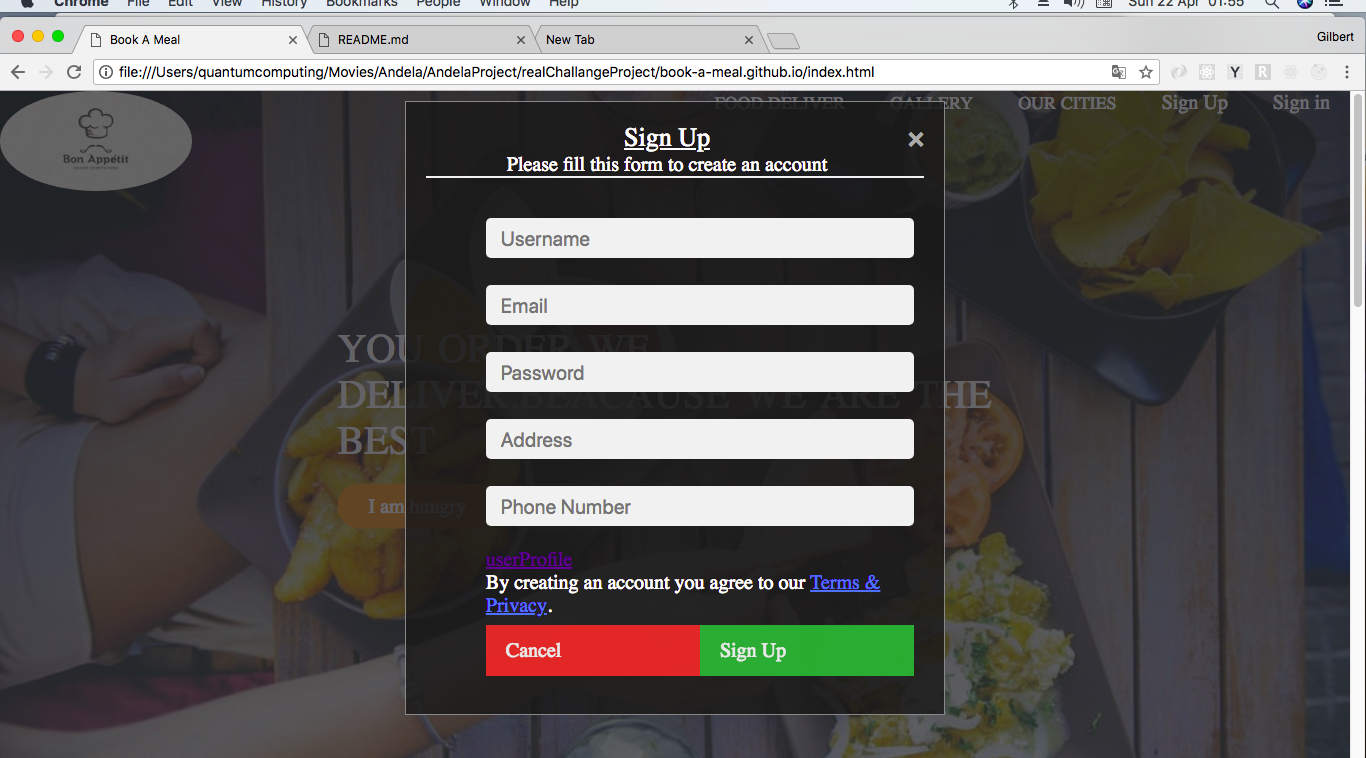 Chrome File Edit View History Bookmarks People Window Help Sun 22 Apr 01:55
Book A Meal README.md New Tab Gilbert
file:///Users/quantumcomputing/Movies/Andela/AndelaProject/realChallangeProject/book-a-meal.github.io/index.html
Bon Appétit
FOOD DELIVER GALLERY OUR CITIES Sign Up Sign in
Sign Up
Please fill this form to create an account
Username
Email
YOU ORDER WE
Password
DELIVER BEACAUSE WE ARE THE
Address
BEST
Phone Number
I am hungry
userProfile
By creating an account you agree to our Terms &
Privacy.
Cancel Sign Up